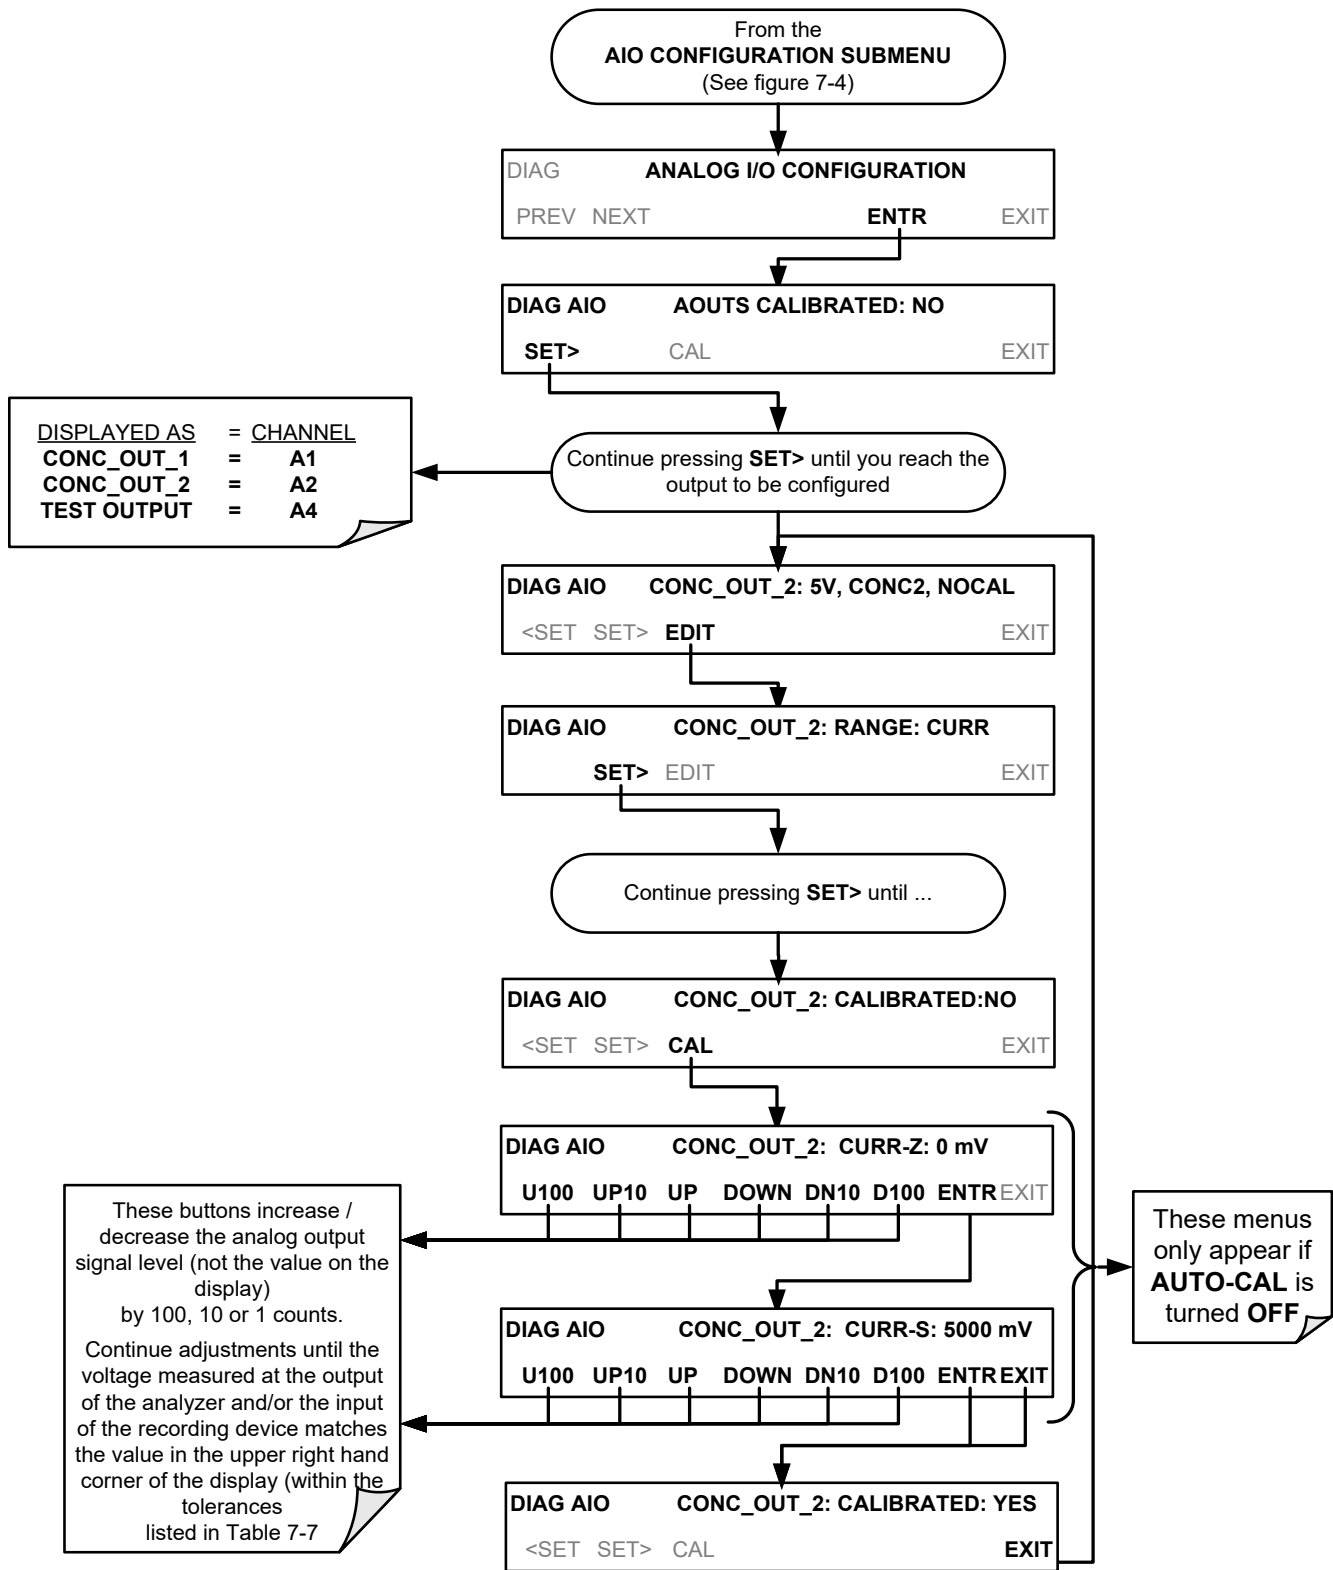 From the
AIO CONFIGURATION SUBMENU
(See figure 7-4)
DIAG ANALOG I/O CONFIGURATION
PREV NEXT ENTR EXIT
DIAG AIO AOUTS CALIBRATED: NO
SET> CAL EXIT
DISPLAYED AS = CHANNEL
CONC_OUT_1 = A1
CONC_OUT_2 = A2
TEST OUTPUT = A4
Continue pressing SET> until you reach the
output to be configured
DIAG AIO CONC_OUT_2: 5V, CONC2, NOCAL
<SET SET> EDIT EXIT
DIAG AIO CONC_OUT_2: RANGE: CURR
SET> EDIT EXIT
Continue pressing SET> until ...
DIAG AIO CONC_OUT_2: CALIBRATED:NO
<SET SET> CAL EXIT
DIAG AIO CONC_OUT_2: CURR-Z: 0 mV
U100 UP10 UP DOWN DN10 D100 ENTR EXIT
These buttons increase /
decrease the analog output
signal level (not the value on the
display)
by 100, 10 or 1 counts.
Continue adjustments until the
voltage measured at the output
of the analyzer and/or the input
of the recording device matches
the value in the upper right hand
corner of the display (within the
tolerances
listed in Table 7-7
These menus
only appear if
AUTO-CAL is
turned OFF
DIAG AIO CONC_OUT_2: CURR-S: 5000 mV
U100 UP10 UP DOWN DN10 D100 ENTR EXIT
DIAG AIO CONC_OUT_2: CALIBRATED: YES
<SET SET> CAL EXIT